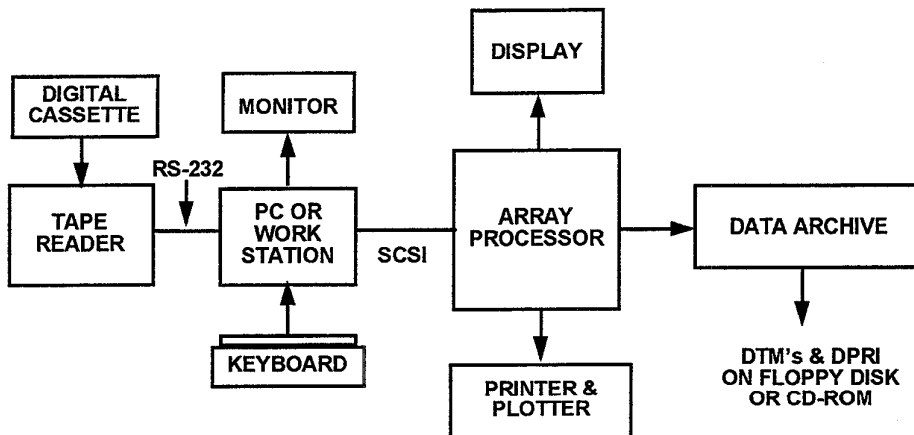 DIGITAL
CASSETTE
TAPE
READER
RS-232
MONITOR
PC OR
WORK
STATION
KEYBOARD
SCSI
DISPLAY
ARRAY
PROCESSOR
PRINTER &
PLOTTER
DATA ARCHIVE
DTM's & DPRI
ON FLOPPY DISK
OR CD-ROM